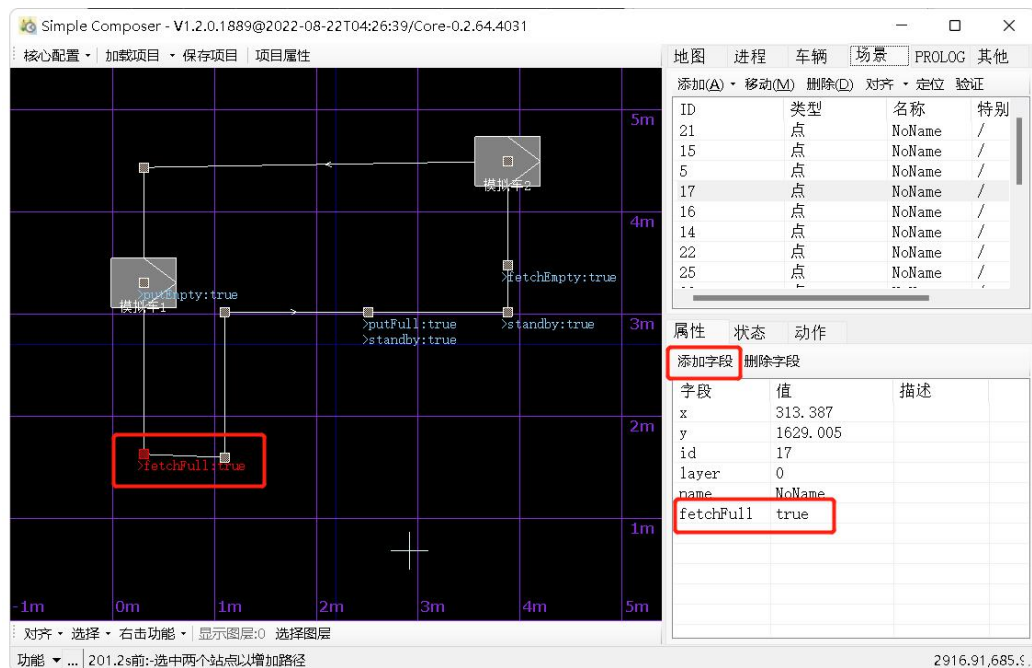 Simple Composer - V1.2.0.1889@2022-08-22T04:26:39/Core-0.2.64.4031
核心配置 加载项目 保存项目 项目属性
地图 进程 车辆 场景 PROLOG 其他
添加(A) 移动(M) 删除(D) 对齐 定位 验证
ID 类型 名称 特别
21 点 NoName /
15 点 NoName /
5 点 NoName /
17 点 NoName /
16 点 NoName /
14 点 NoName /
22 点 NoName /
25 点 NoName /
5m
模拟车2
4m
>fetchEmpty:true
>putEmpty:true
模拟车1
>putFull:true
>standby:true
>standby:true
3m
2m
>fetchFull:true
1m
-1m 0m 1m 2m 3m 4m 5m
属性 状态 动作
添加字段 删除字段
字段 值 描述
x 313.387
y 1629.005
id 17
layer 0
name NoName
fetchFull true
对齐 选择 右击功能 显示图层:0 选择图层
功能 ... 201.2s前:-选中两个站点以增加路径
2916.91,685.